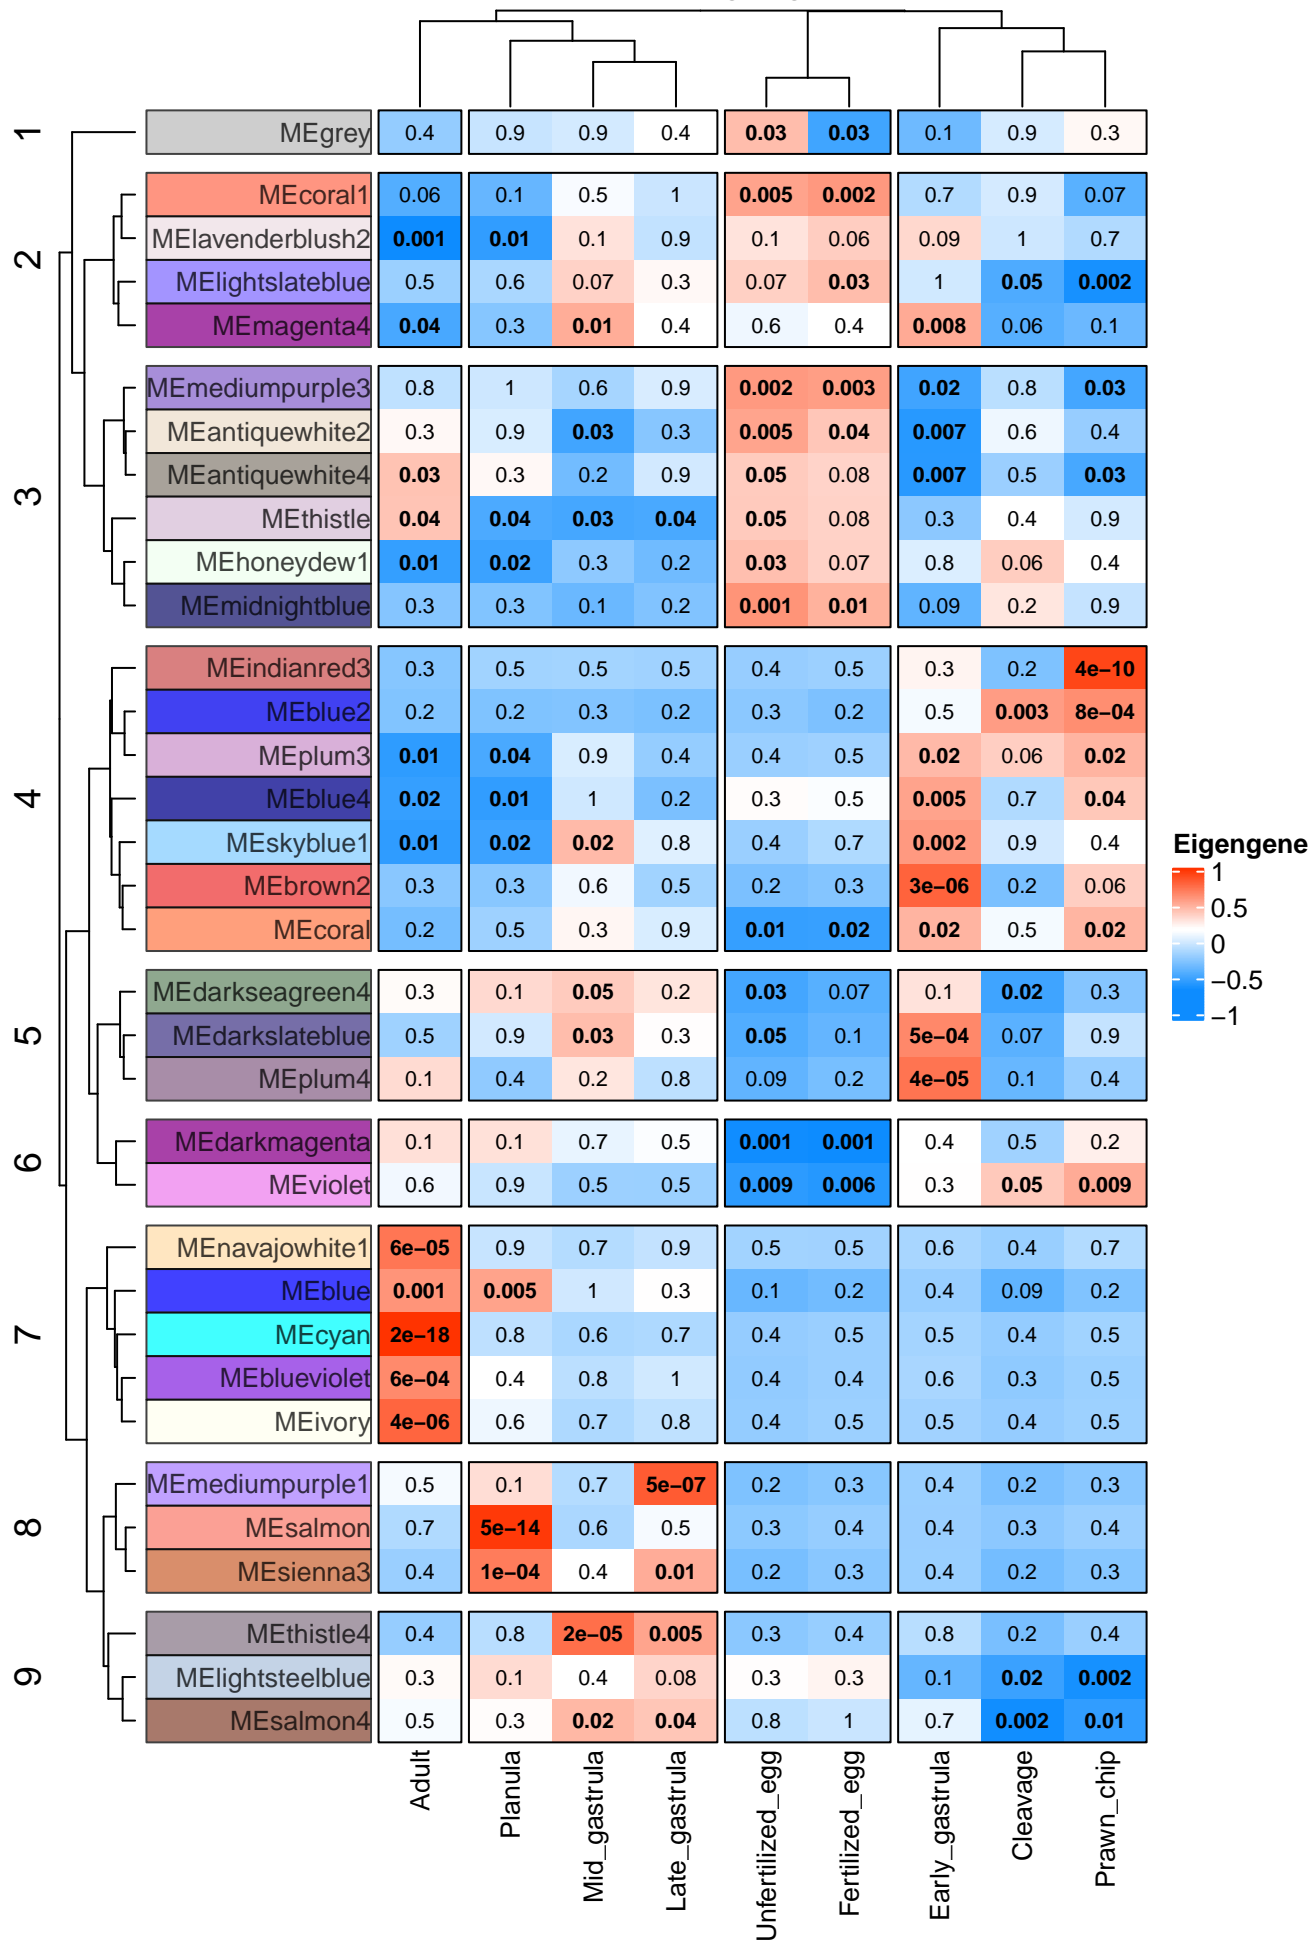 1
MEgrey 0.4 0.9 0.9 0.4 0.03 0.03 0.1 0.9 0.3
2
MEcoral1 0.06 0.1 0.5 1 0.005 0.002 0.7 0.9 0.07
MElavenderblush2 0.001 0.01 0.1 0.9 0.1 0.06 0.09 1 0.7
MElightslateblue 0.5 0.6 0.07 0.3 0.07 0.03 1 0.05 0.002
MEmagenta4 0.04 0.3 0.01 0.4 0.6 0.4 0.008 0.06 0.1
3
MEmediumpurple3 0.8 1 0.6 0.9 0.002 0.003 0.02 0.8 0.03
MEantiquewhite2 0.3 0.9 0.03 0.3 0.005 0.04 0.007 0.6 0.4
MEantiquewhite4 0.03 0.3 0.2 0.9 0.05 0.08 0.007 0.5 0.03
MEthistle 0.04 0.04 0.03 0.04 0.05 0.08 0.3 0.4 0.9
MEhoneydew1 0.01 0.02 0.3 0.2 0.03 0.07 0.8 0.06 0.4
MEmidnightblue 0.3 0.3 0.1 0.2 0.001 0.01 0.09 0.2 0.9
4
MEindianred3 0.3 0.5 0.5 0.5 0.4 0.5 0.3 0.2 4e−10
MEblue2 0.2 0.2 0.3 0.2 0.3 0.2 0.5 0.003 8e−04
MEplum3 0.01 0.04 0.9 0.4 0.4 0.5 0.02 0.06 0.02
MEblue4 0.02 0.01 1 0.2 0.3 0.5 0.005 0.7 0.04
MEskyblue1 0.01 0.02 0.02 0.8 0.4 0.7 0.002 0.9 0.4
MEbrown2 0.3 0.3 0.6 0.5 0.2 0.3 3e−06 0.2 0.06
MEcoral 0.2 0.5 0.3 0.9 0.01 0.02 0.02 0.5 0.02
5
MEdarkseagreen4 0.3 0.1 0.05 0.2 0.03 0.07 0.1 0.02 0.3
MEdarkslateblue 0.5 0.9 0.03 0.3 0.05 0.1 5e−04 0.07 0.9
MEplum4 0.1 0.4 0.2 0.8 0.09 0.2 4e−05 0.1 0.4
6
MEdarkmagenta 0.1 0.1 0.7 0.5 0.001 0.001 0.4 0.5 0.2
MEviolet 0.6 0.9 0.5 0.5 0.009 0.006 0.3 0.05 0.009
7
MEnavajowhite1 6e−05 0.9 0.7 0.9 0.5 0.5 0.6 0.4 0.7
MEblue 0.001 0.005 1 0.3 0.1 0.2 0.4 0.09 0.2
MEcyan 2e−18 0.8 0.6 0.7 0.4 0.5 0.5 0.4 0.5
MEblueviolet 6e−04 0.4 0.8 1 0.4 0.4 0.6 0.3 0.5
MEivory 4e−06 0.6 0.7 0.8 0.4 0.5 0.5 0.4 0.5
8
MEmediumpurple1 0.5 0.1 0.7 5e−07 0.2 0.3 0.4 0.2 0.3
MEsalmon 0.7 5e−14 0.6 0.5 0.3 0.4 0.4 0.3 0.4
MEsienna3 0.4 1e−04 0.4 0.01 0.2 0.3 0.4 0.2 0.3
9
MEthistle4 0.4 0.8 2e−05 0.005 0.3 0.4 0.8 0.2 0.4
MElightsteelblue 0.3 0.1 0.4 0.08 0.3 0.3 0.1 0.02 0.002
MEsalmon4 0.5 0.3 0.02 0.04 0.8 1 0.7 0.002 0.01
Adult
Planula
Mid_gastrula
Late_gastrula
Unfertilized_egg
Fertilized_egg
Early_gastrula
Cleavage
Prawn_chip
Eigengene
1
0.5
0
−0.5
−1